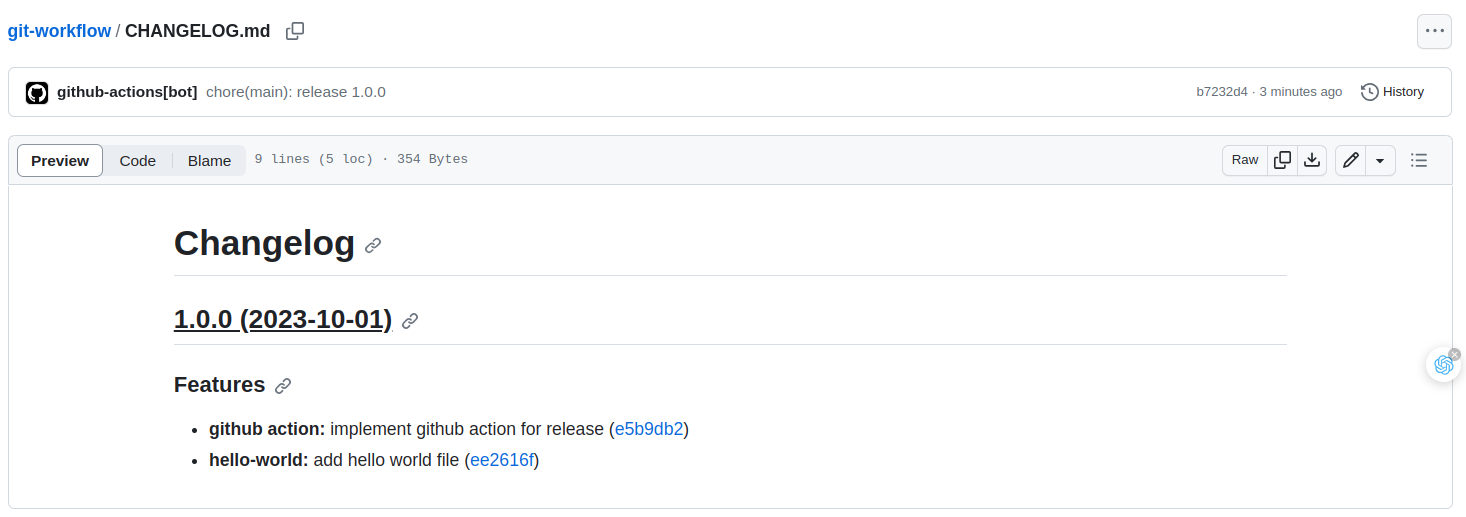 git-workflow / CHANGELOG.md
github-actions[bot] chore(main): release 1.0.0 b7232d4 · 3 minutes ago History
Preview Code Blame 9 lines (5 loc) · 354 Bytes Raw
Changelog
1.0.0 (2023-10-01)
Features
• github action: implement github action for release (e5b9db2)
• hello-world: add hello world file (ee2616f)